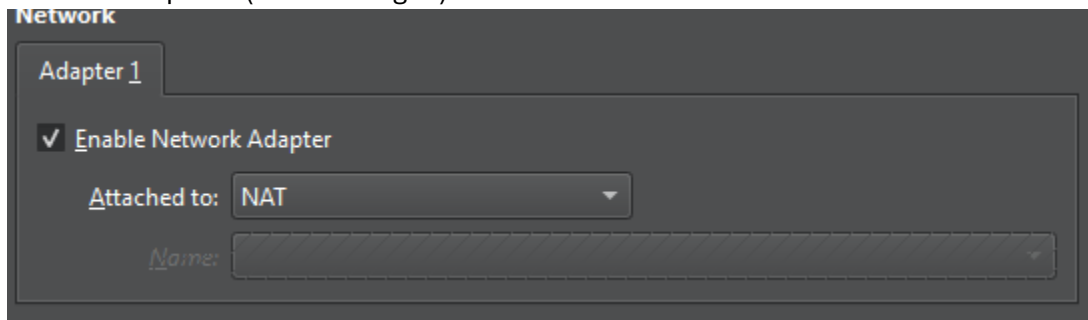 Network
Adapter 1
Enable Network Adapter
Attached to: NAT
Name: